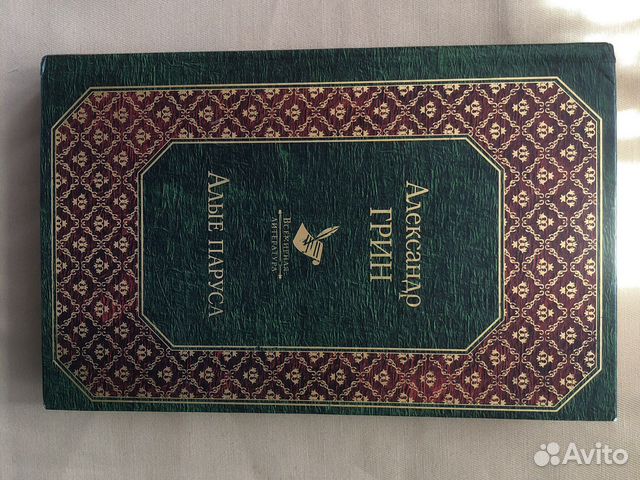 Александр
ГРИН
ВСЕМИРНАЯ
ЛИТЕРАТУРА
АЛЫЕ ПАРУСА
Avito